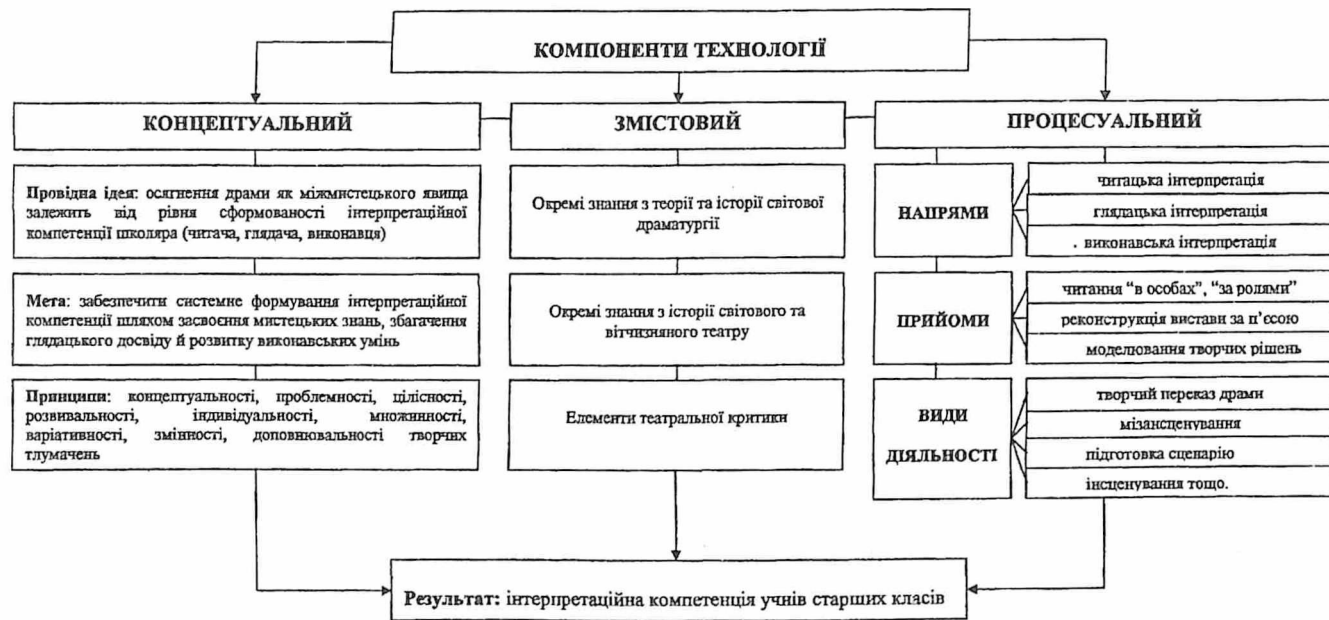 КОМПОНЕНТИ ТЕХНОЛОГІЇ
КОНЦЕПТУАЛЬНИЙ
Провідна ідея: осягнення драми як міжмистецького явища
залежить від рівня сформованості інтерпретаційної
компетенції школяра (читача, глядача, виконавця)
Мета: забезпечити системне формування інтерпретаційної
компетенції шляхом засвоєння мистецьких знань, збагачення
глядацького досвіду й розвитку виконавських умінь
Принципи: концептуальності, проблемності, цілісності,
розвивальності, індивідуальності, множинності,
варіативності, змінності, доповнювальності творчих
тлумачень
ЗМІСТОВИЙ
Окремі знання з теорії та історії світової
драматургії
Окремі знання з історії світового та
вітчизняного театру
Елементи театральної критики
ПРОЦЕСУАЛЬНИЙ
НАПРЯМИ
читацька інтерпретація
глядацька інтерпретація
. виконавська інтерпретація
ПРИЙОМИ
читання “в особах”, “за ролями”
реконструкція вистави за п’єсою
моделювання творчих рішень
ВИДИ
ДІЯЛЬНОСТІ
творчий переказ драми
мізансценування
підготовка сценарію
інсценування тощо.
Результат: інтерпретаційна компетенція учнів старших класів